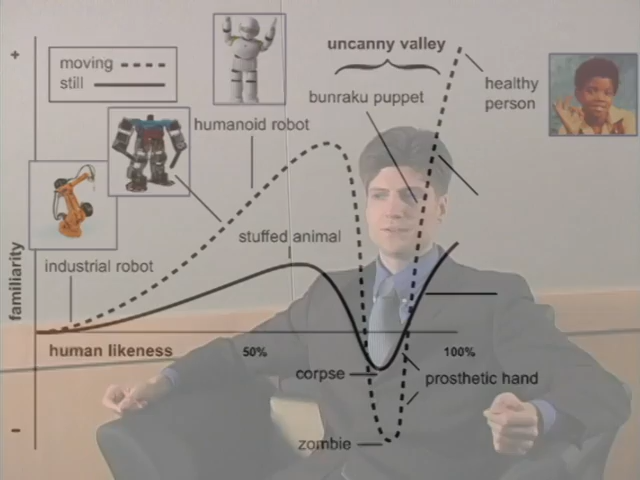 +
uncanny valley
moving
still
healthy
person
bunraku puppet
humanoid robot
stuffed animal
industrial robot
familiarity
human likeness
50%
100%
corpse
prosthetic hand
-
zombie